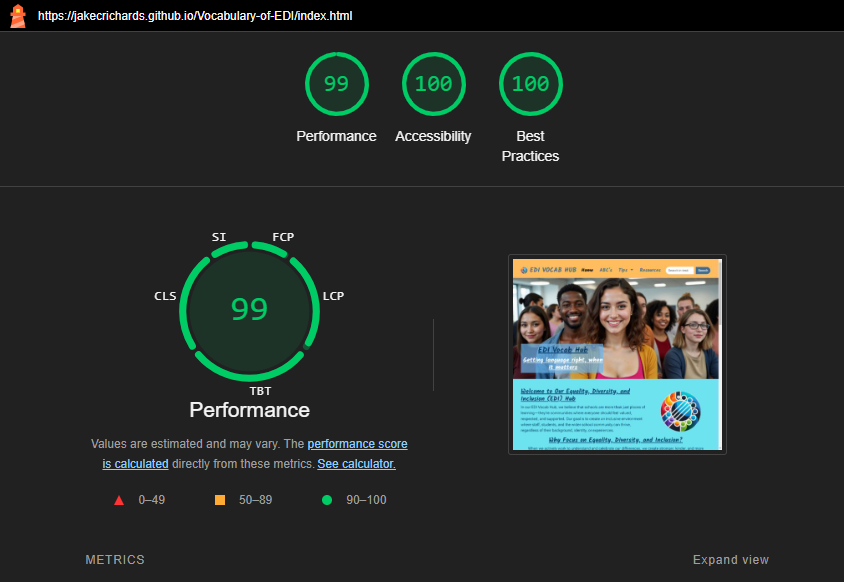 https://jakecrichards.github.io/Vocabulary-of-EDI/index.html
99
100
100
Performance
Accessibility
Best
Practices
SI
FCP
CLS
LCP
99
TBT
Performance
Values are estimated and may vary. The performance score
is calculated directly from these metrics. See calculator.
0–49
50–89
90–100
EDI VOCAB HUB Home ABC's Tips Resources Search
EDI Vocab Hub
Getting language right, when
it matters
Welcome to Our Equality, Diversity, and
Inclusion (EDI) Hub
Why Focus on Equality, Diversity, and Inclusion?
METRICS
Expand view